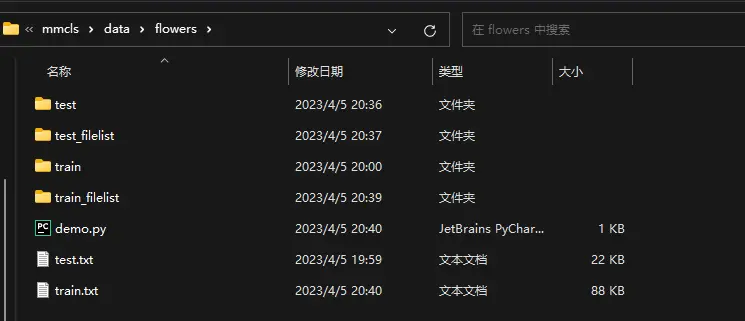 « mmcls > data > flowers > 在 flowers 中搜索
名称 修改日期 类型 大小
test 2023/4/5 20:36 文件夹
test_filelist 2023/4/5 20:37 文件夹
train 2023/4/5 20:00 文件夹
train_filelist 2023/4/5 20:39 文件夹
PC demo.py 2023/4/5 20:40 JetBrains PyChar... 1 KB
test.txt 2023/4/5 19:59 文本文档 22 KB
train.txt 2023/4/5 20:40 文本文档 88 KB